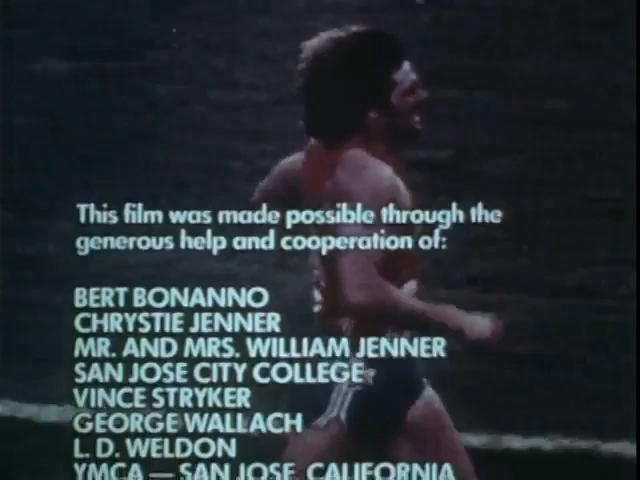 This film was made possible through the
generous help and cooperation of:
BERT BONANNO
CHRYSTIE JENNER
MR. AND MRS. WILLIAM JENNER
SAN JOSE CITY COLLEGE
VINCE STRYKER
GEORGE WALLACH
L. D. WELDON
YMCA — SAN JOSE, CALIFORNIA